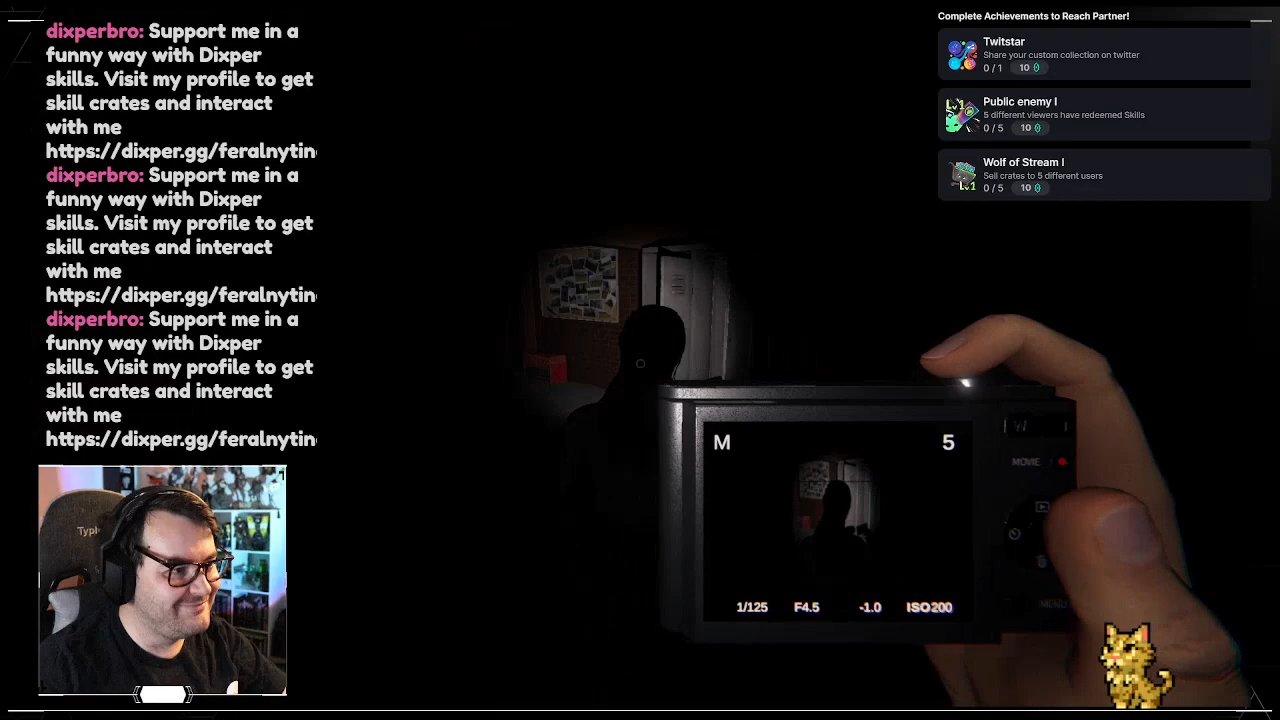 dixperbro: Support me in a
funny way with Dixper
skills. Visit my profile to get
skill crates and interact
with me
https://dixper.gg/feralnytin
dixperbro: Support me in a
funny way with Dixper
skills. Visit my profile to get
skill crates and interact
with me
https://dixper.gg/feralnytin
dixperbro: Support me in a
funny way with Dixper
skills. Visit my profile to get
skill crates and interact
with me
https://dixper.gg/feralnytin
Complete Achievements to Reach Partner!
Twitstar
Share your custom collection on twitter
0 / 1 10
Public enemy I
5 different viewers have redeemed Skills
0 / 5 10
Wolf of Stream I
Sell crates to 5 different users
0 / 5 10
M 5
1/125 F4.5 -1.0 ISO200
W
MOVIE
MENU